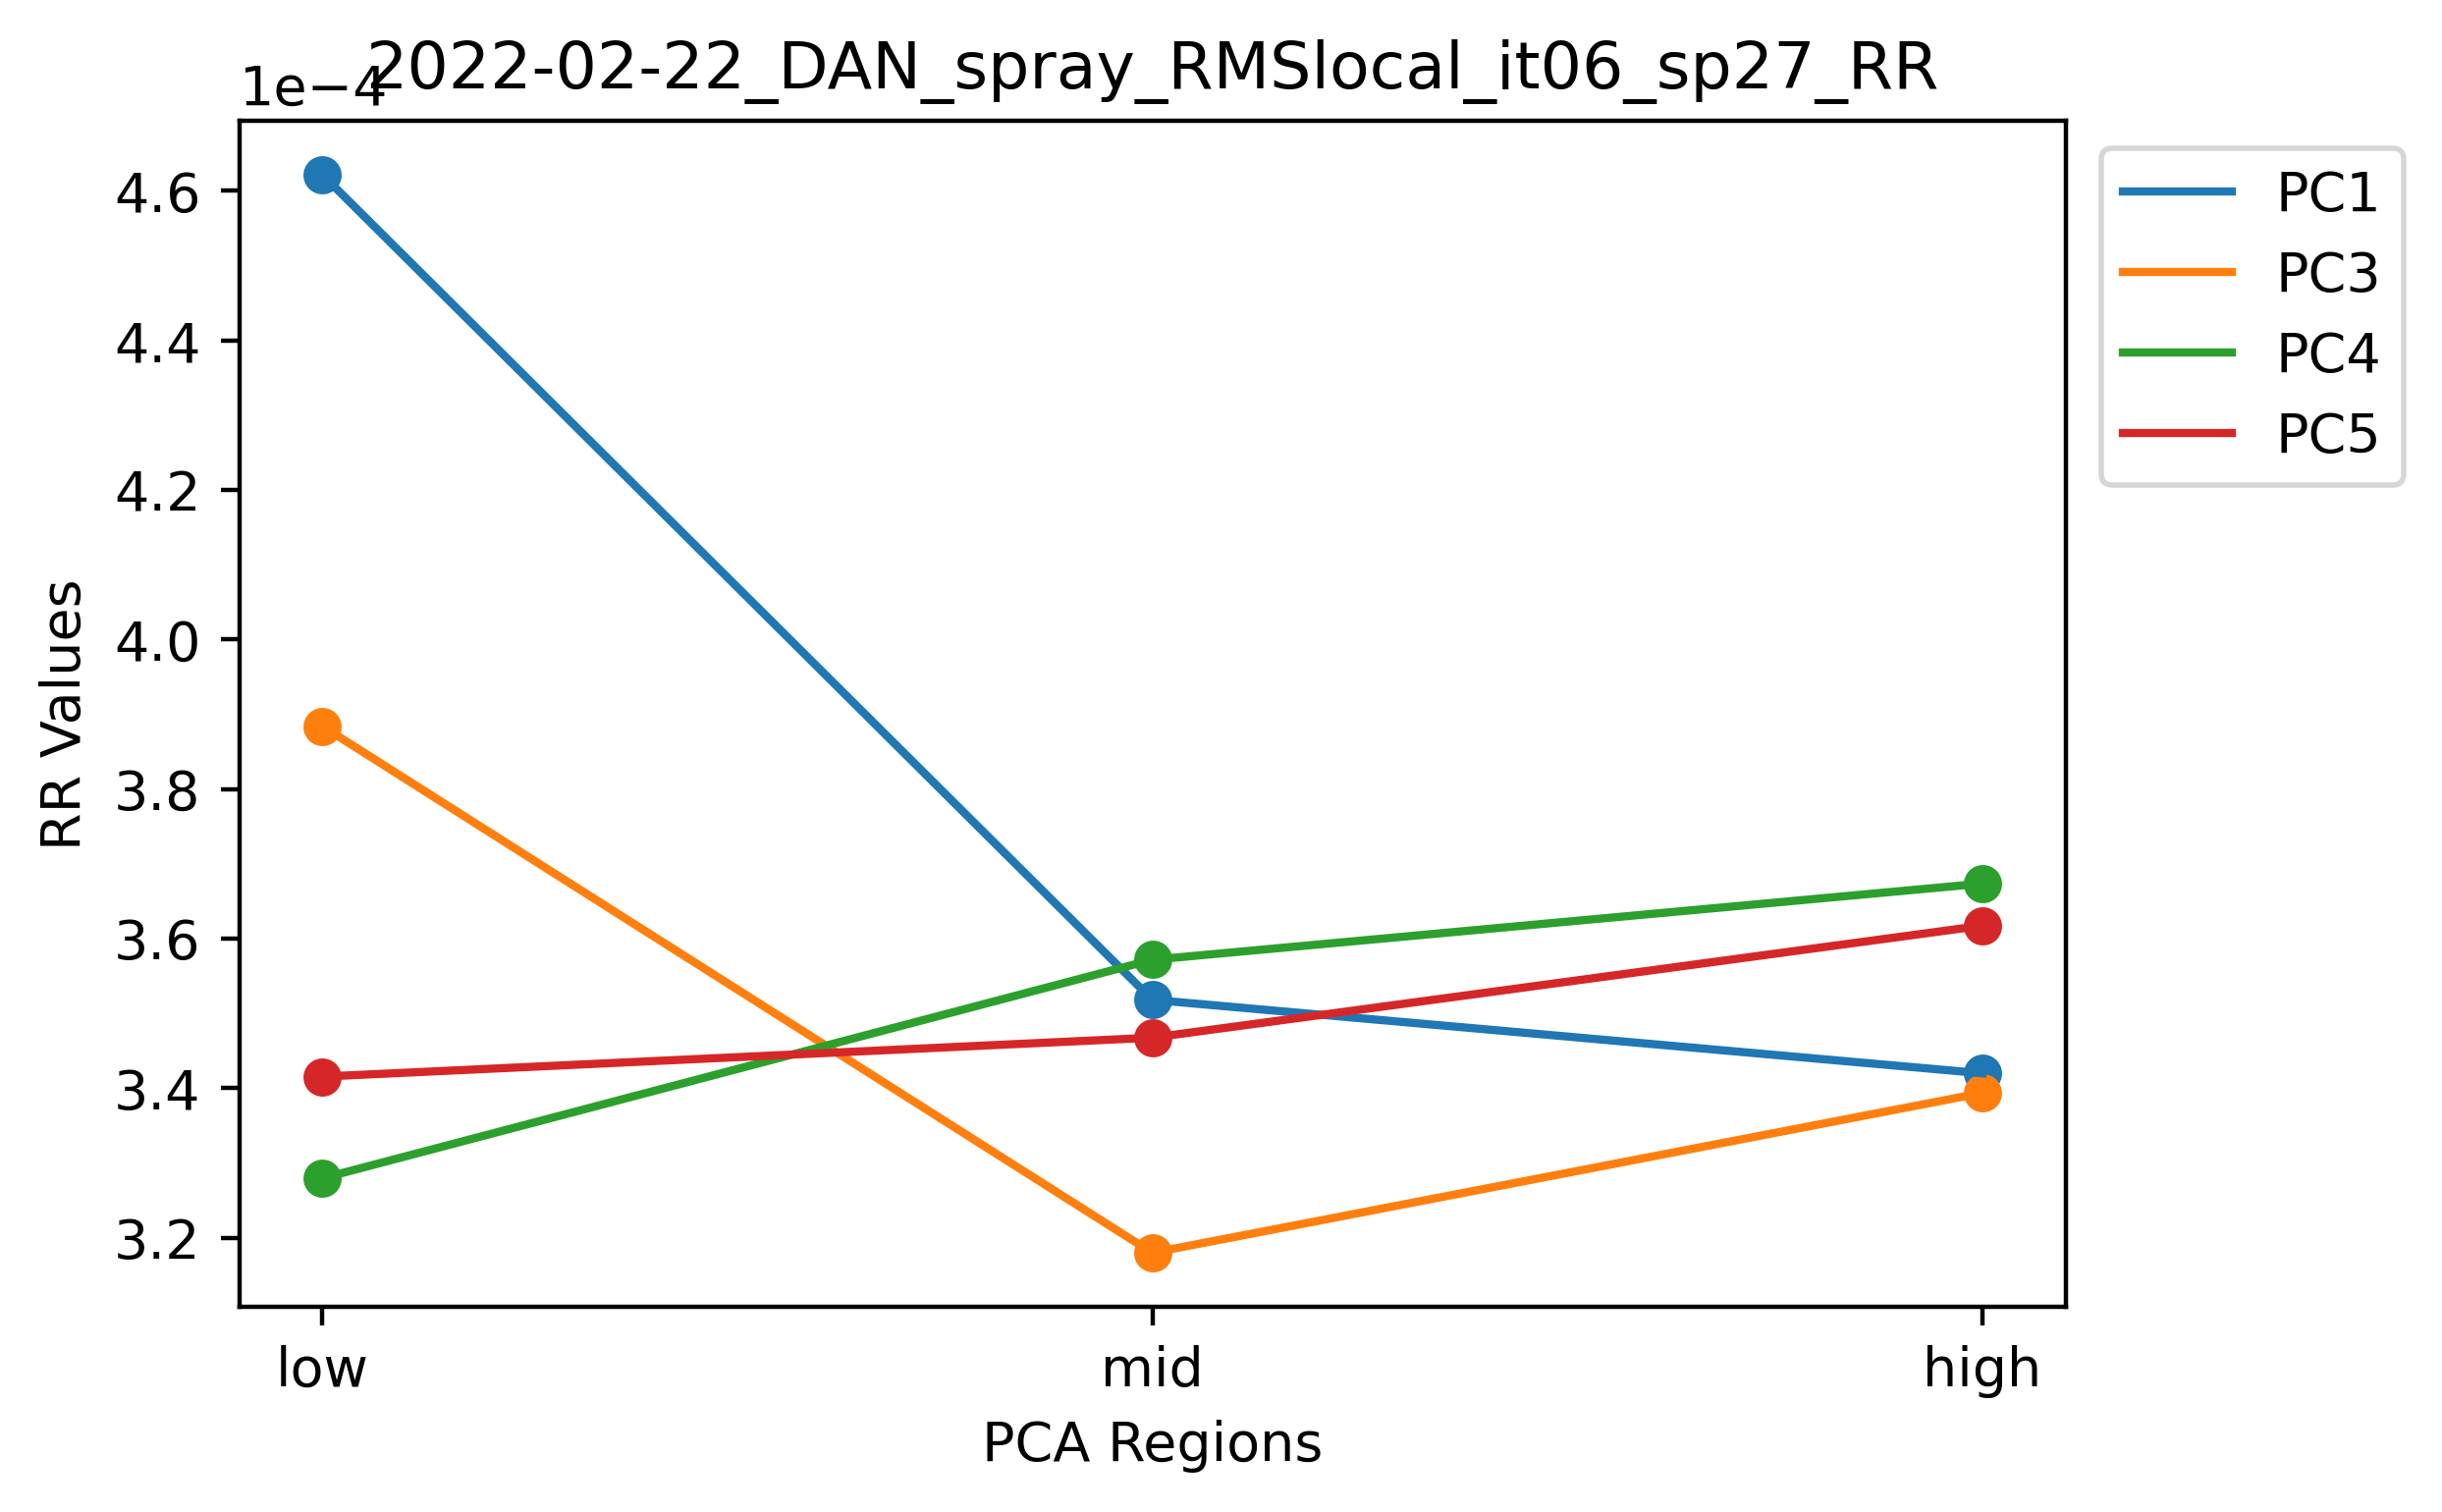 2022-02-22_DAN_spray_RMSlocal_it06_sp27_RR
1e−4
4.6
4.4
4.2
4.0
3.8
3.6
3.4
3.2
RR Values
low
mid
high
PCA Regions
PC1
PC3
PC4
PC5